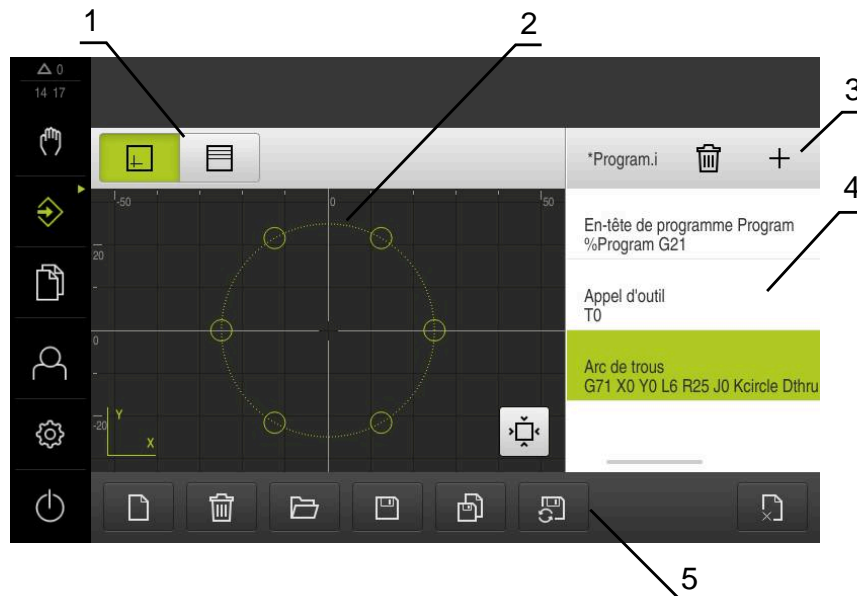 1
2
3
4
5
0
14 17
*Program.i
-50
0
50
20
0
-20
Y
X
En-tête de programme Program
%Program G21
Appel d'outil
T0
Arc de trous
G71 X0 Y0 L6 R25 J0 Kcircle Dthru